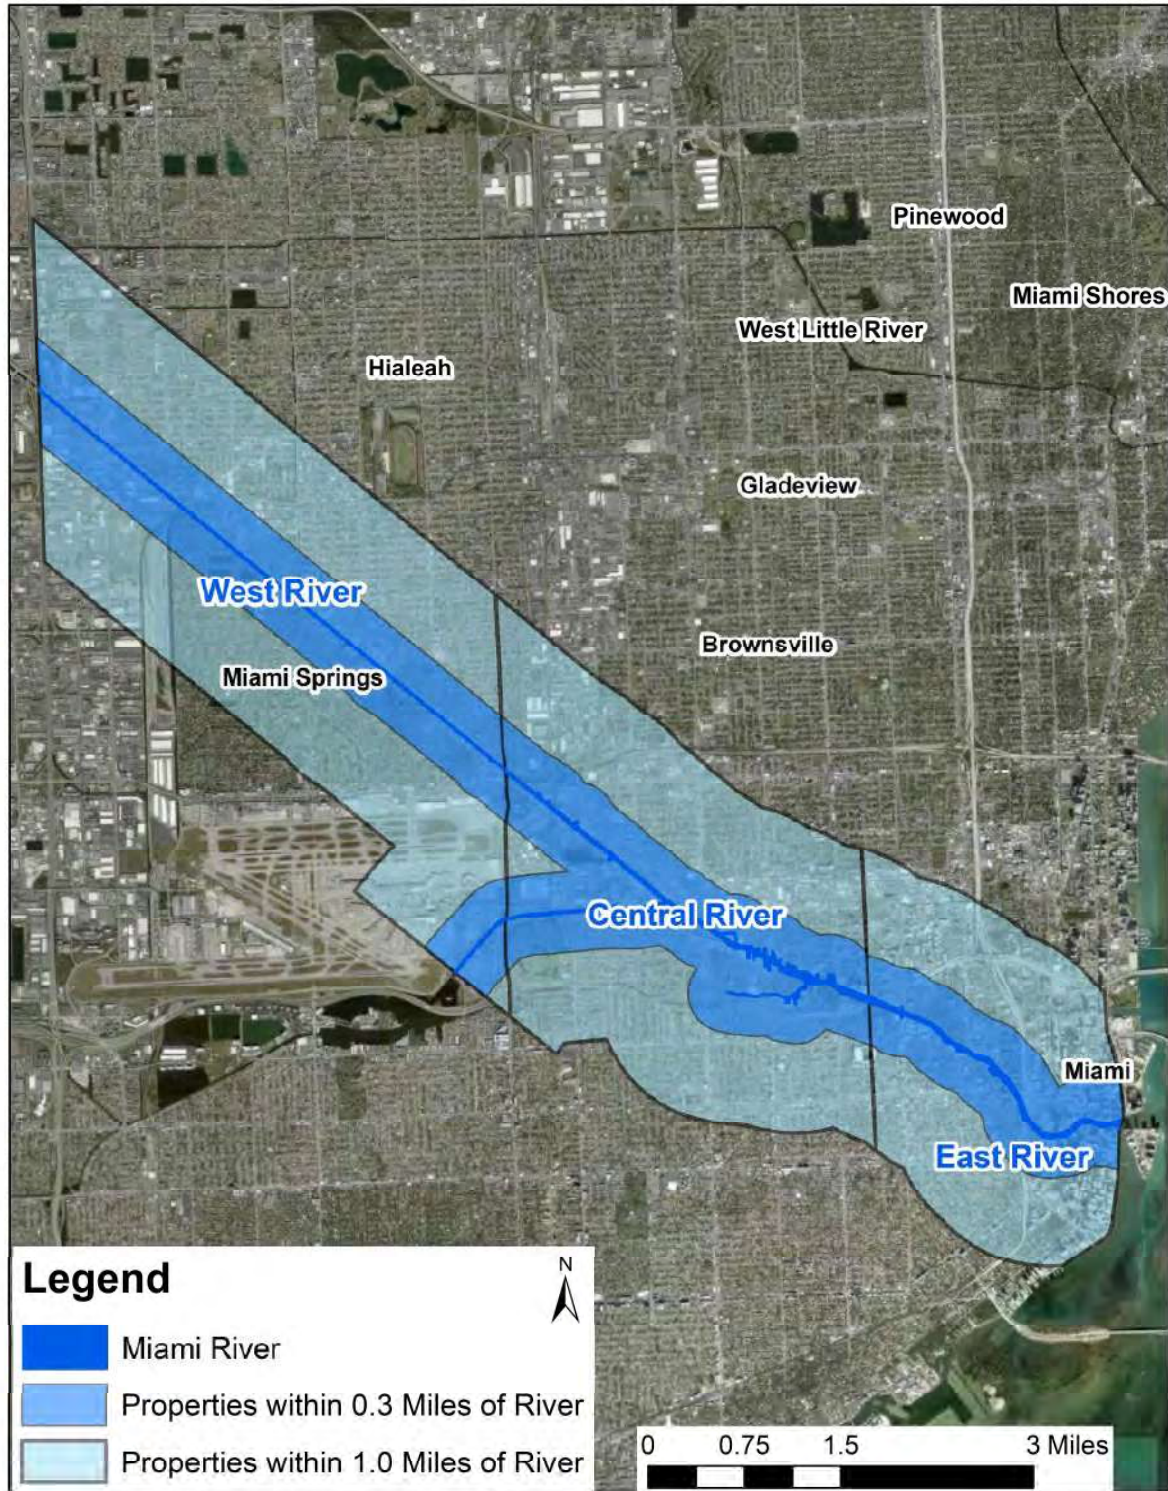 Pinewood
Miami Shores
West Little River
Hialeah
Gladeview
West River
Brownsville
Miami Springs
Central River
Miami
East River
Legend
N
Miami River
Properties within 0.3 Miles of River
Properties within 1.0 Miles of River
0 0.75 1.5 3 Miles